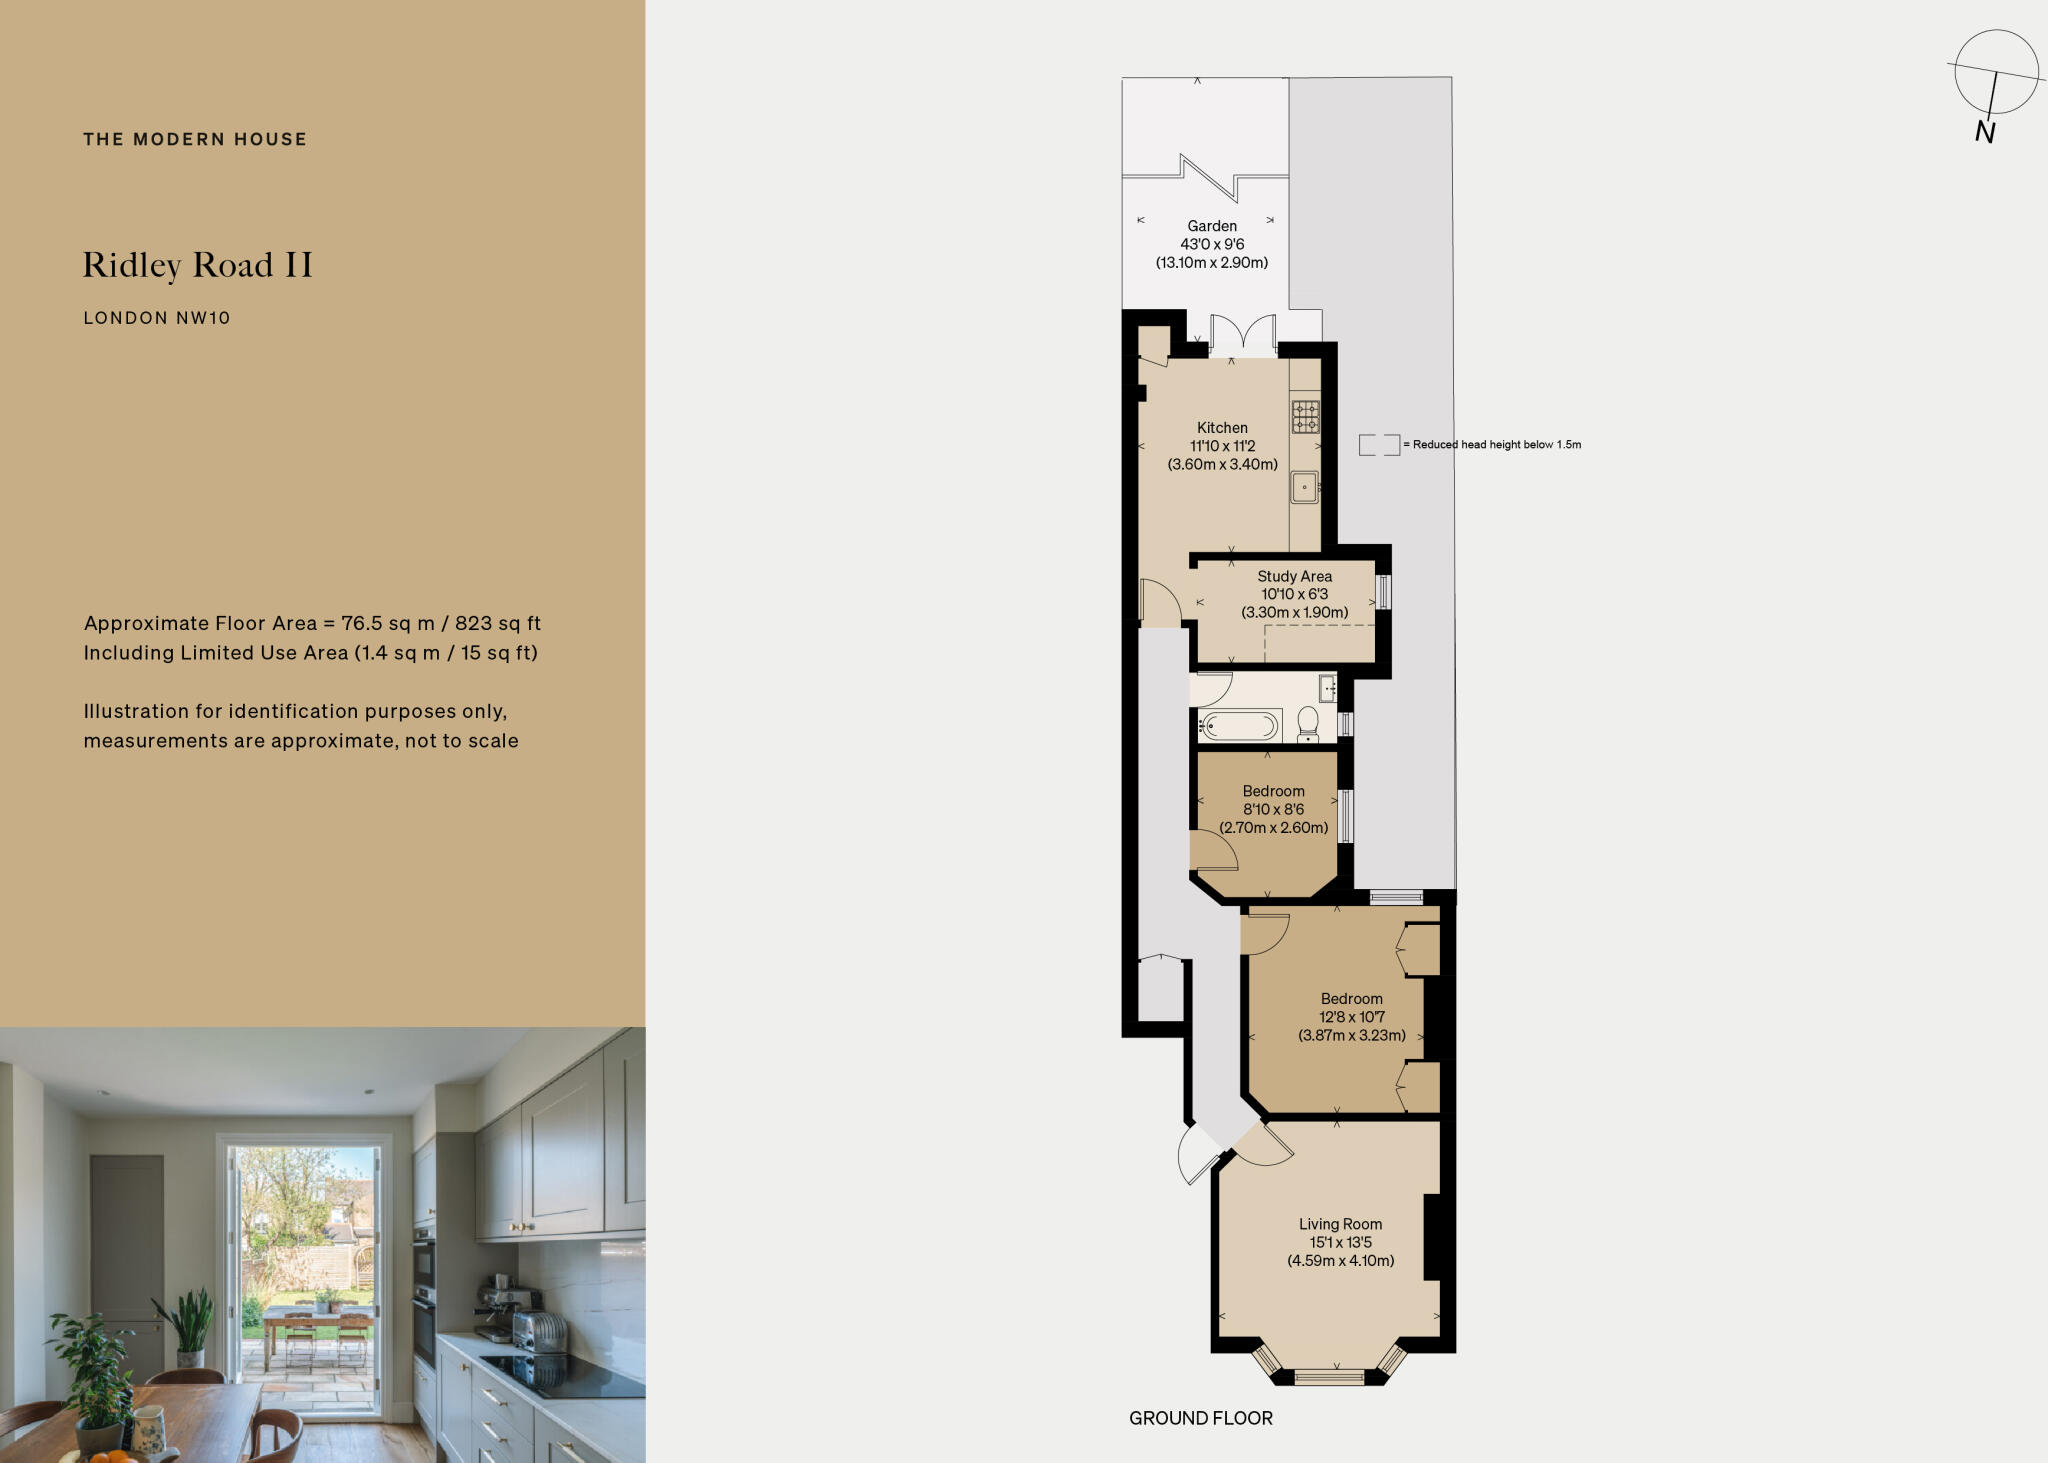 THE MODERN HOUSE
Ridley Road II
LONDON NW10
Approximate Floor Area = 76.5 sq m / 823 sq ft
Including Limited Use Area (1.4 sq m / 15 sq ft)
Illustration for identification purposes only,
measurements are approximate, not to scale
N
Garden
43'0 x 9'6
(13.10m x 2.90m)
Kitchen
11'10 x 11'2
(3.60m x 3.40m)
= Reduced head height below 1.5m
Study Area
10'10 x 6'3
(3.30m x 1.90m)
Bedroom
8'10 x 8'6
(2.70m x 2.60m)
Bedroom
12'8 x 10'7
(3.87m x 3.23m)
Living Room
15'1 x 13'5
(4.59m x 4.10m)
GROUND FLOOR